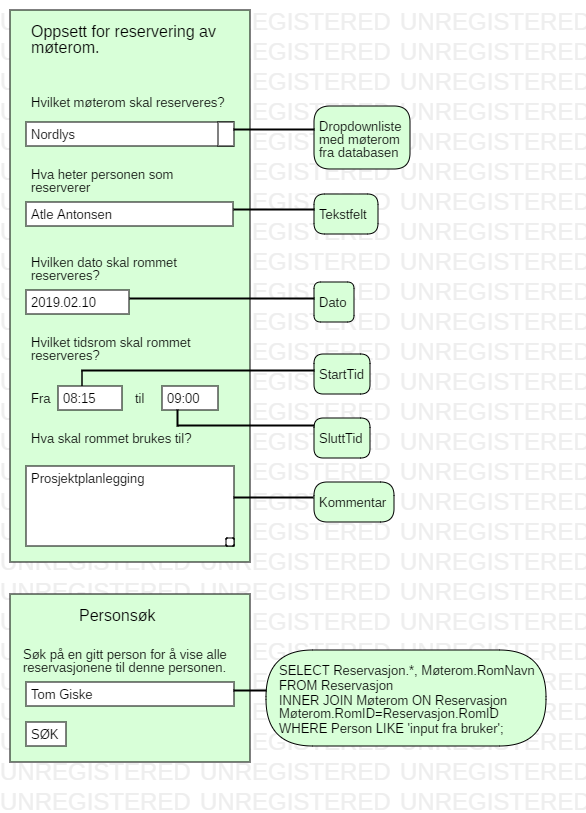 Oppsett for reservering av
møterom.
Hvilket møterom skal reserveres?
Nordlys
Dropdownliste
med møterom
fra databasen
Hva heter personen som
reserverer
Atle Antonsen
Tekstfelt
Hvilken dato skal rommet
reserveres?
2019.02.10
Dato
Hvilket tidsrom skal rommet
reserveres?
StartTid
Fra 08:15 til 09:00
SluttTid
Hva skal rommet brukes til?
Prosjektplanlegging
Kommentar
Personsøk
Søk på en gitt person for å vise alle
reservasjonene til denne personen.
Tom Giske
SØK
SELECT Reservasjon.*, Møterom.RomNavn
FROM Reservasjon
INNER JOIN Møterom ON Reservasjon
Møterom.RomID=Reservasjon.RomID
WHERE Person LIKE 'input fra bruker';
UNREGISTERED UNREGISTERED UNREGISTERED